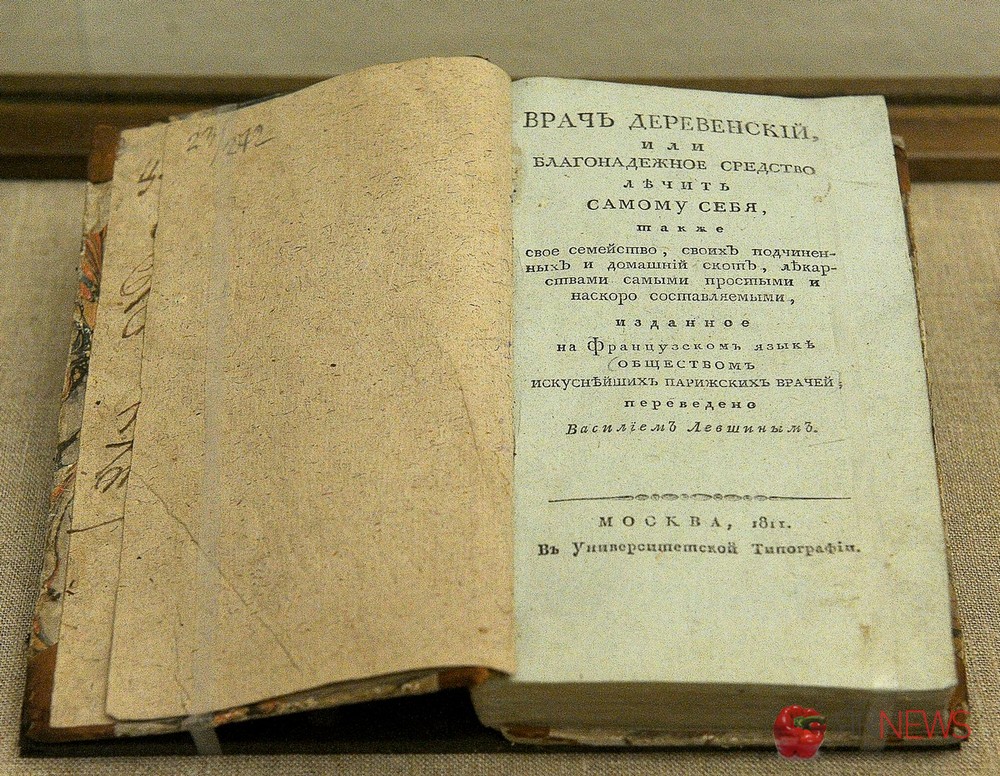 23/272
ВРАЧЪ ДЕРЕВЕНСКІЙ,
ИЛИ
БЛАГОНАДЕЖНОЕ СРЕДСТВО
ЛѢЧИТЬ
САМОМУ СЕБЯ,
также
свое семейство, своихЪ подчинен-
ныхЪ и домашній скотЪ, лѣкар-
ствами самыми простыми и
наскоро составляемыми,
изданное
на Французскомъ языкѣ
ОБЩЕСТВОМЪ
ИСКУСНѢЙШИХЪ ПАРИЖСКИХЪ ВРАЧЕЙ;
переведено
ВасиліемЪ ЛевшинымЪ.
МОСКВА, 1811.
Въ Университетской Типографіи.
NEWS